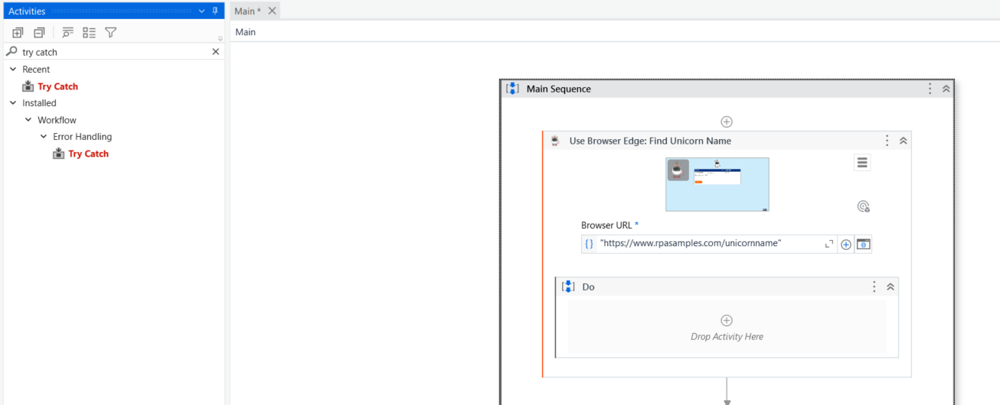 Activities
Main *
Main
try catch
Recent
Try Catch
Installed
Workflow
Error Handling
Try Catch
Main Sequence
Use Browser Edge: Find Unicorn Name
Browser URL *
{} "https://www.rpasamples.com/unicornname"
Do
Drop Activity Here